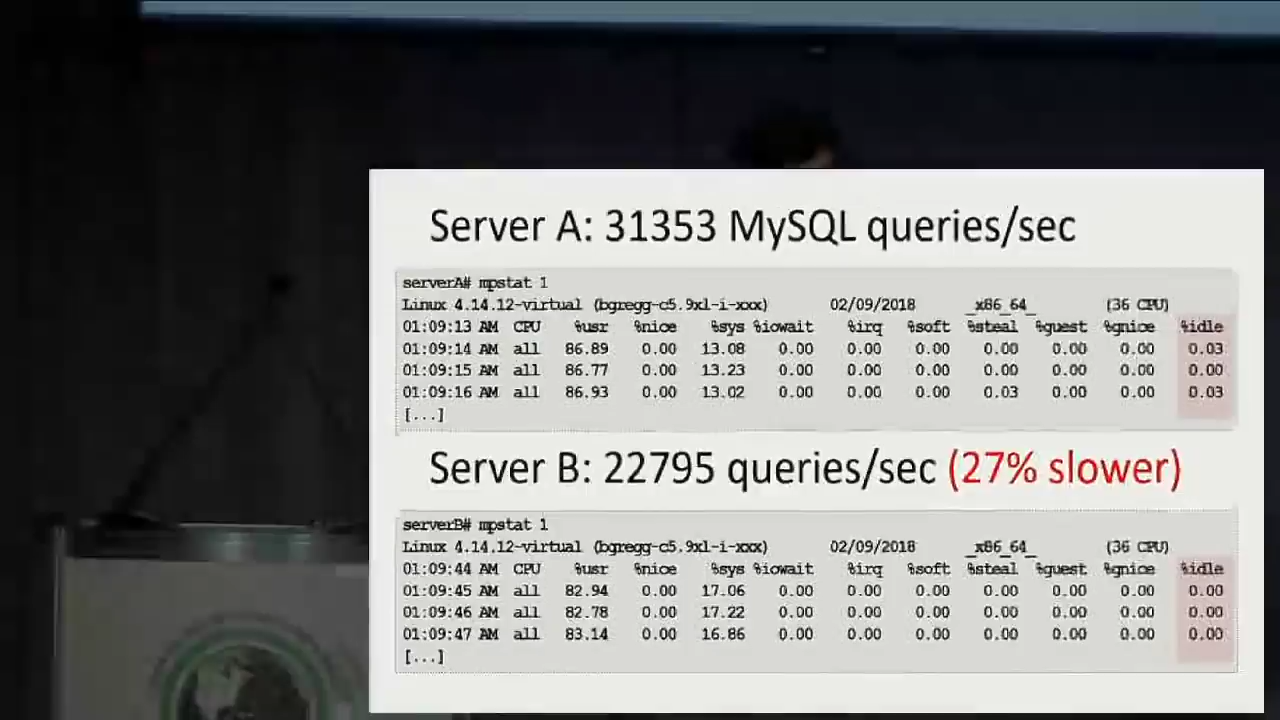 Server A: 31353 MySQL queries/sec
serverA# mpstat 1
Linux 4.14.12-virtual (bgregg-c5.9xl-i-xxx) 02/09/2018 _x86_64_ (36 CPU)
01:09:13 AM CPU %usr %nice %sys %iowait %irq %soft %steal %guest %gnice %idle
01:09:14 AM all 86.89 0.00 13.08 0.00 0.00 0.00 0.00 0.00 0.00 0.03
01:09:15 AM all 86.77 0.00 13.23 0.00 0.00 0.00 0.00 0.00 0.00 0.00
01:09:16 AM all 86.93 0.00 13.02 0.00 0.00 0.00 0.03 0.00 0.00 0.03
[...]
Server B: 22795 queries/sec (27% slower)
serverB# mpstat 1
Linux 4.14.12-virtual (bgregg-c5.9xl-i-xxx) 02/09/2018 _x86_64_ (36 CPU)
01:09:44 AM CPU %usr %nice %sys %iowait %irq %soft %steal %guest %gnice %idle
01:09:45 AM all 82.94 0.00 17.06 0.00 0.00 0.00 0.00 0.00 0.00 0.00
01:09:46 AM all 82.78 0.00 17.22 0.00 0.00 0.00 0.00 0.00 0.00 0.00
01:09:47 AM all 83.14 0.00 16.86 0.00 0.00 0.00 0.00 0.00 0.00 0.00
[...]